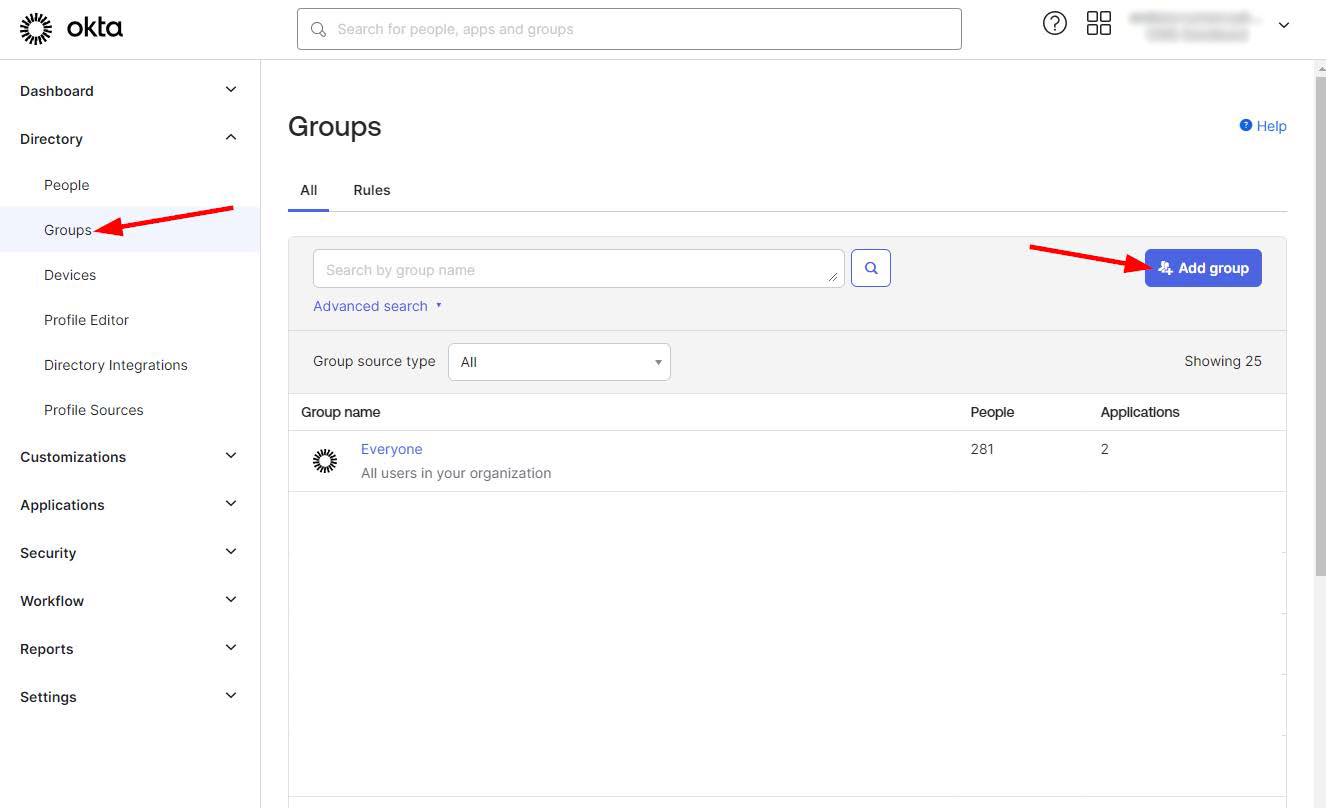 okta
Search for people, apps and groups
Dashboard
Directory
People
Groups
Devices
Profile Editor
Directory Integrations
Profile Sources
Customizations
Applications
Security
Workflow
Reports
Settings
Groups
Help
All
Rules
Search by group name
Add group
Advanced search
Group source type
All
Showing 25
Group name
People
Applications
Everyone
281
2
All users in your organization